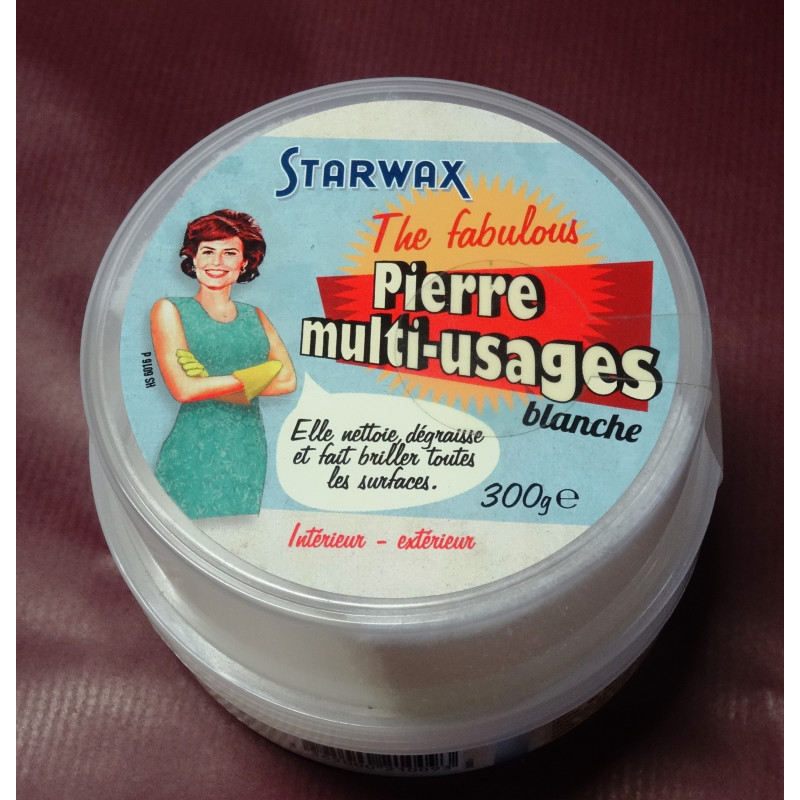 STARWAX
The fabulous
Pierre
multi-usages
blanche
Elle nettoie, dégraisse
et fait briller toutes
les surfaces.
300g e
Intérieur - extérieur